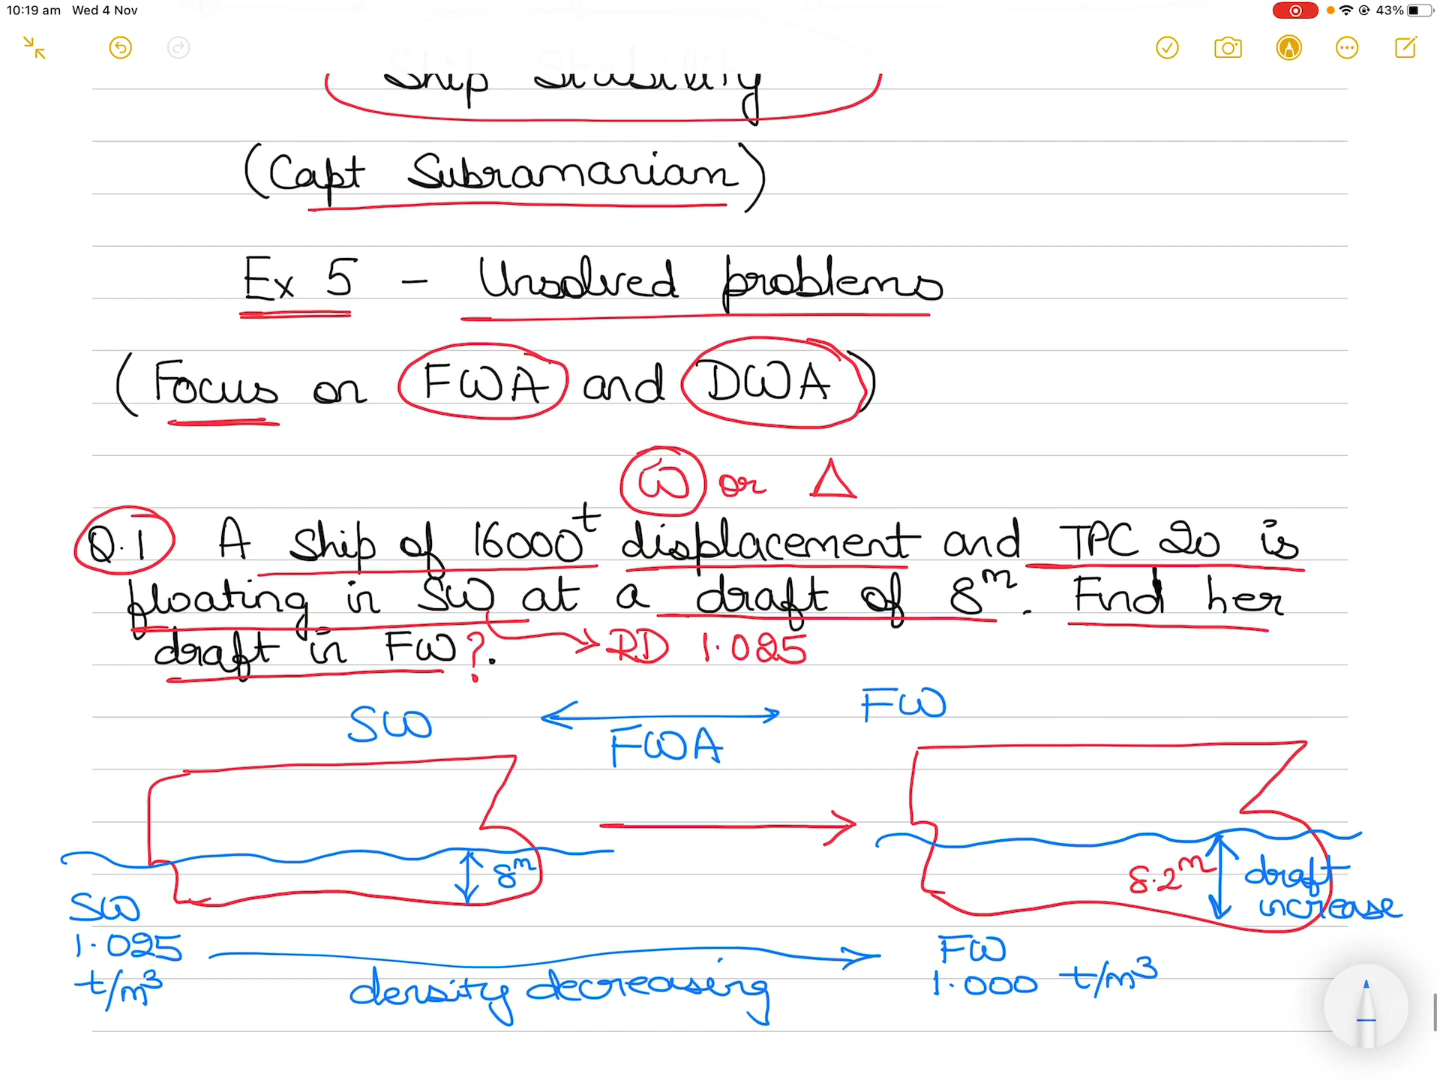 10:19 am Wed 4 Nov
43%
Ship Stability
(Capt Subramanian)
Ex 5 - Unsolved problems
(Focus on FWA and DWA)
W or Δ
Q.1 A ship of 16000t displacement and TPC 20 is
floating in SW at a draft of 8m. Find her
draft in FW?. → RD 1.025
SW FWA FW
8m
8.2m draft
increase
SW
1.025
t/m³
density decreasing
FW
1.000 t/m³